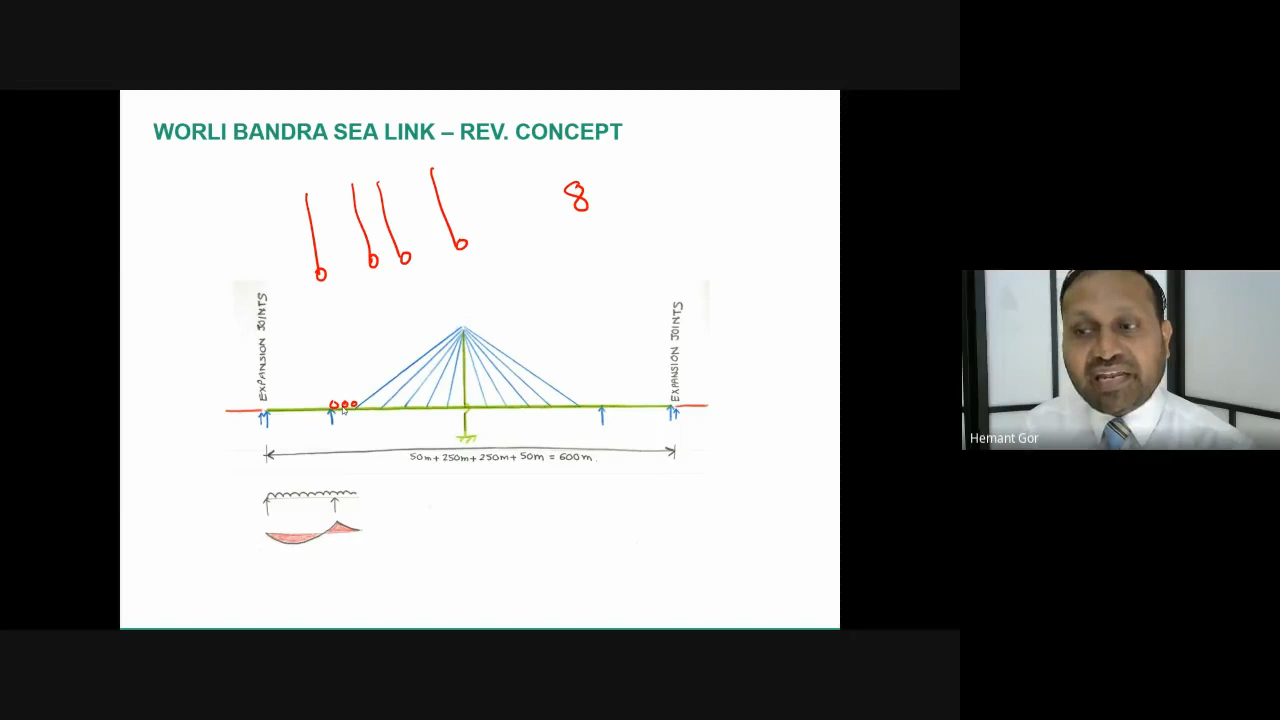 WORLI BANDRA SEA LINK – REV. CONCEPT
8
EXPANSION JOINTS
EXPANSION JOINTS
50m+250m+250m+50m = 600m.
Hemant Gor